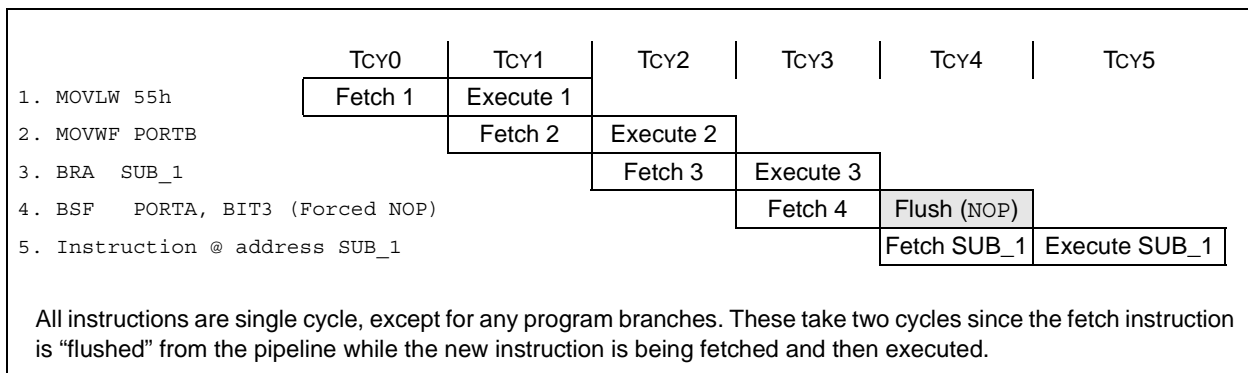 TCY0 TCY1 TCY2 TCY3 TCY4 TCY5
1. MOVLW 55h Fetch 1 Execute 1
2. MOVWF PORTB Fetch 2 Execute 2
3. BRA SUB_1 Fetch 3 Execute 3
4. BSF PORTA, BIT3 (Forced NOP) Fetch 4 Flush (NOP)
5. Instruction @ address SUB_1 Fetch SUB_1 Execute SUB_1
All instructions are single cycle, except for any program branches. These take two cycles since the fetch instruction
is “flushed” from the pipeline while the new instruction is being fetched and then executed.